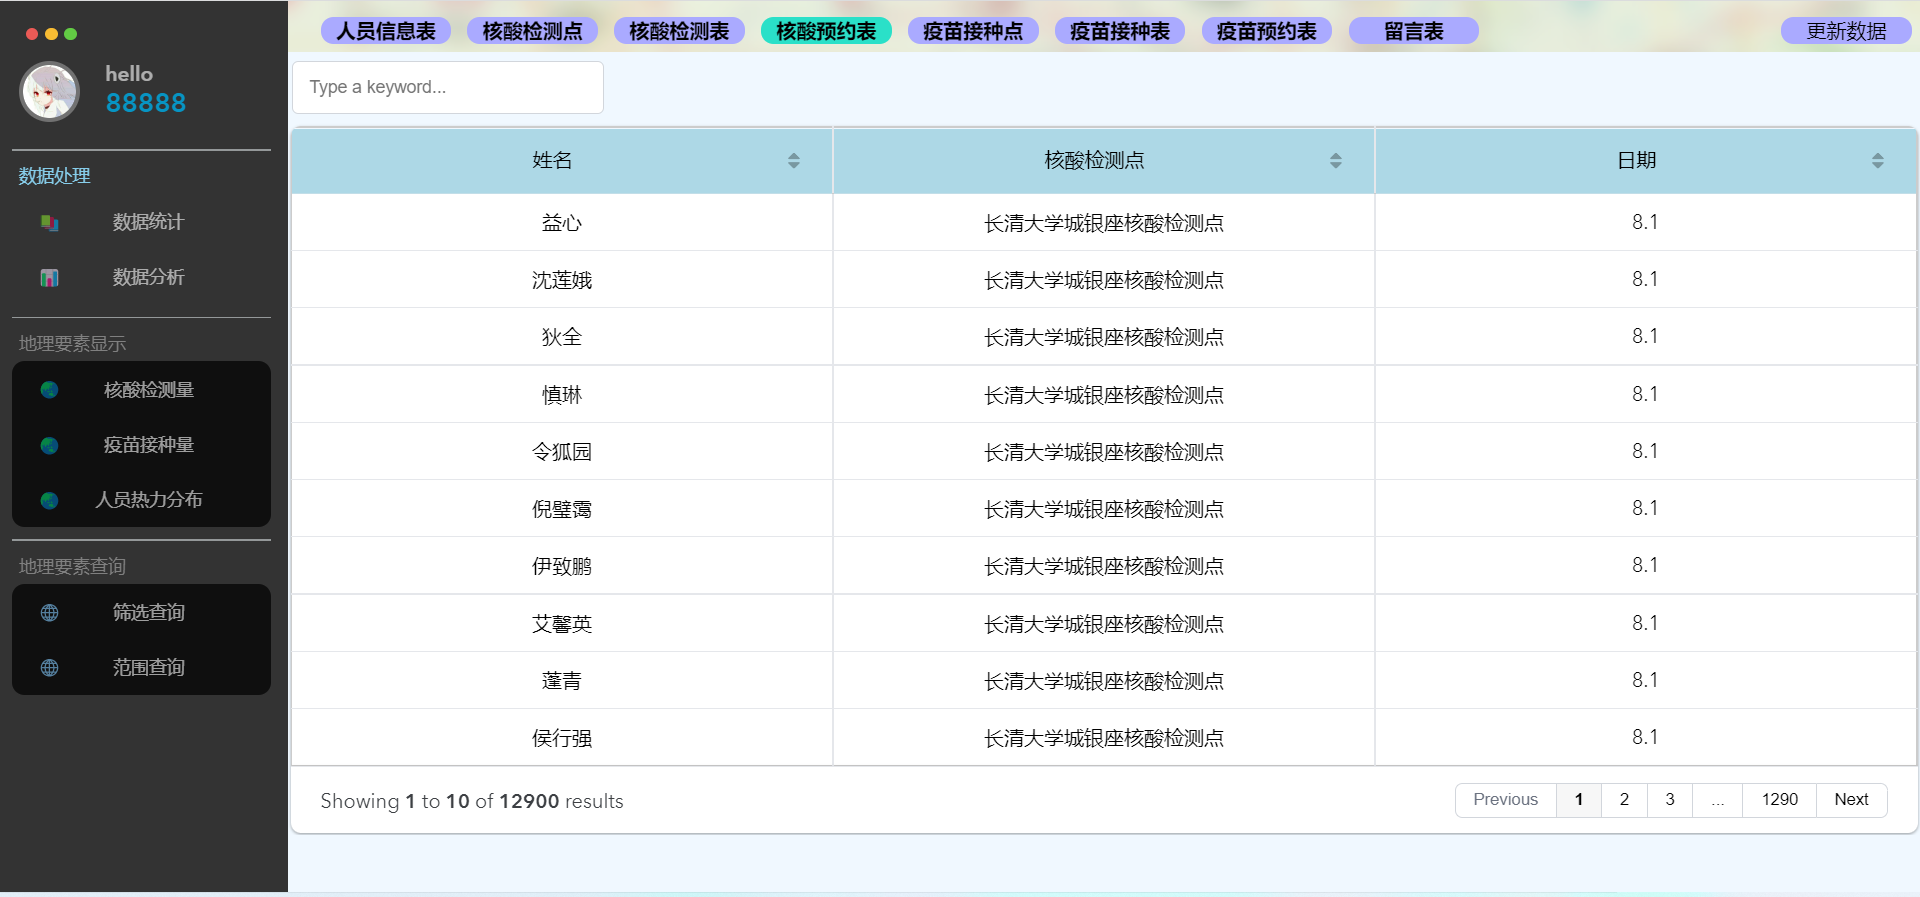 hello
88888
数据处理
数据统计
数据分析
地理要素显示
核酸检测量
疫苗接种量
人员热力分布
地理要素查询
筛选查询
范围查询
人员信息表 核酸检测点 核酸检测表 核酸预约表 疫苗接种点 疫苗接种表 疫苗预约表 留言表 更新数据
Type a keyword...
姓名 核酸检测点 日期
益心 长清大学城银座核酸检测点 8.1
沈莲娥 长清大学城银座核酸检测点 8.1
狄全 长清大学城银座核酸检测点 8.1
慎琳 长清大学城银座核酸检测点 8.1
令狐园 长清大学城银座核酸检测点 8.1
倪璧霭 长清大学城银座核酸检测点 8.1
伊致鹏 长清大学城银座核酸检测点 8.1
艾馨英 长清大学城银座核酸检测点 8.1
蓬青 长清大学城银座核酸检测点 8.1
侯行强 长清大学城银座核酸检测点 8.1
Showing 1 to 10 of 12900 results
Previous 1 2 3 ... 1290 Next